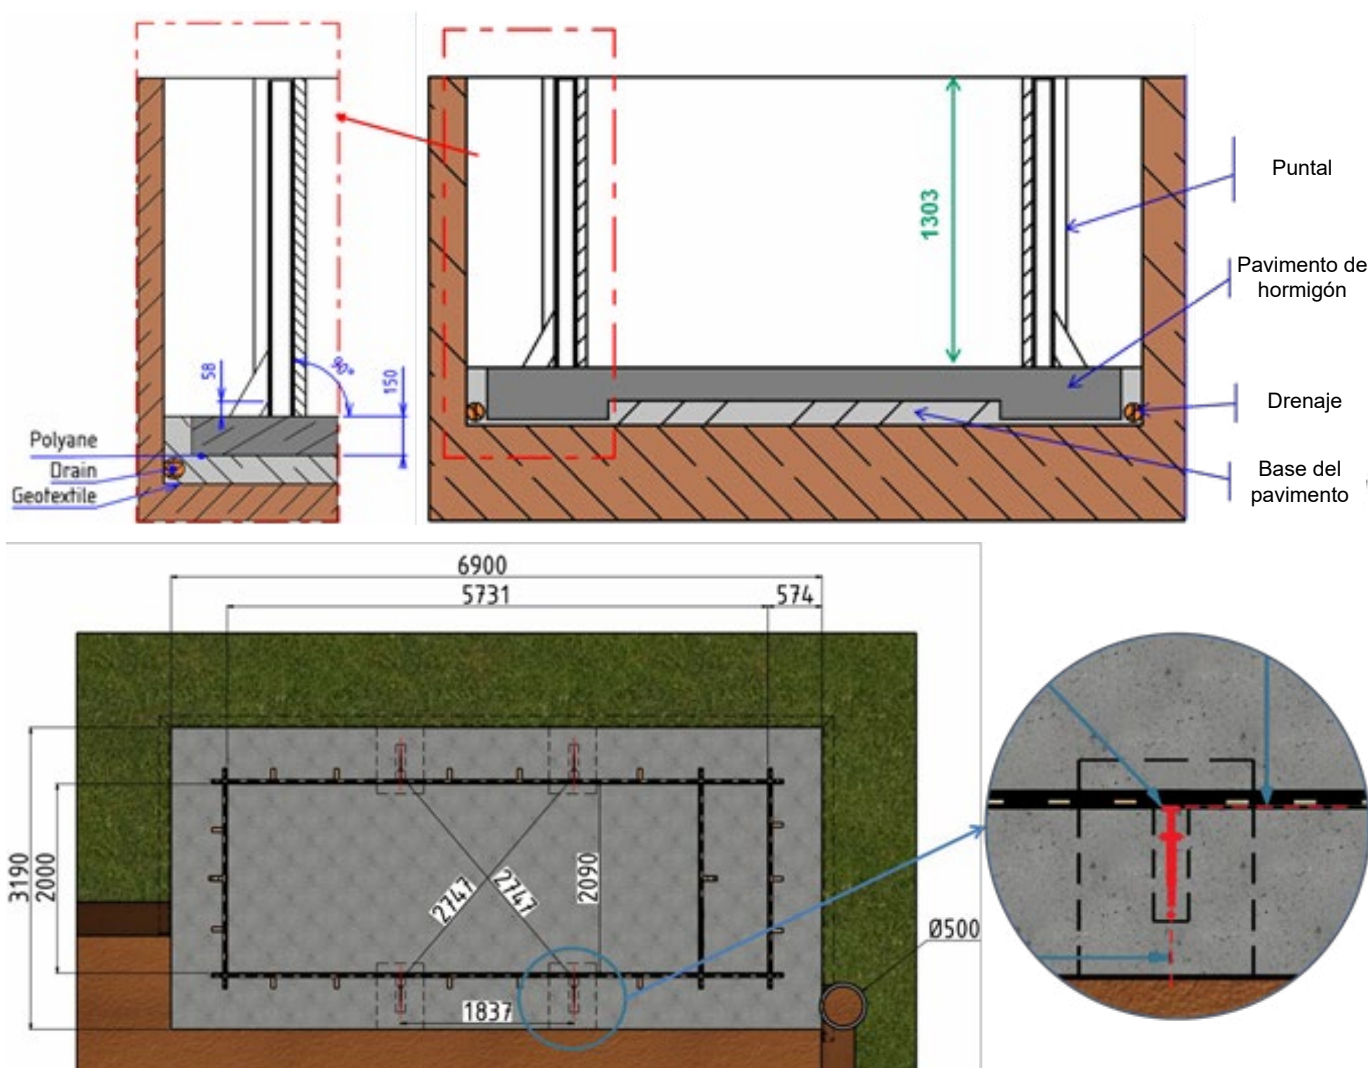 Puntal
1303
Pavimento de
hormigón
58
90°
150
Drenaje
Polyane
Drain
Geotextile
Base del
pavimento
6900
5731
574
3190
2000
2747
2747
2090
Ø500
1837